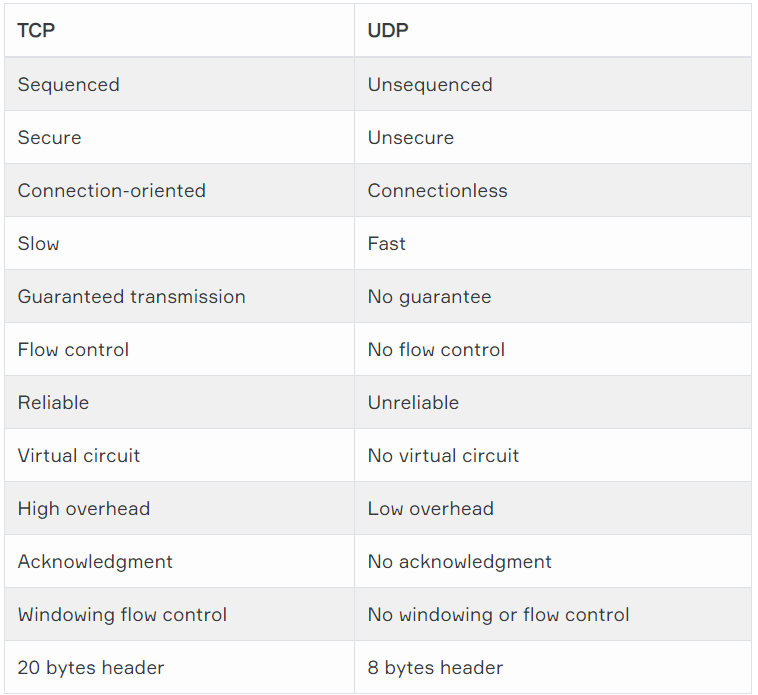 TCP UDP
Sequenced Unsequenced
Secure Unsecure
Connection-oriented Connectionless
Slow Fast
Guaranteed transmission No guarantee
Flow control No flow control
Reliable Unreliable
Virtual circuit No virtual circuit
High overhead Low overhead
Acknowledgment No acknowledgment
Windowing flow control No windowing or flow control
20 bytes header 8 bytes header